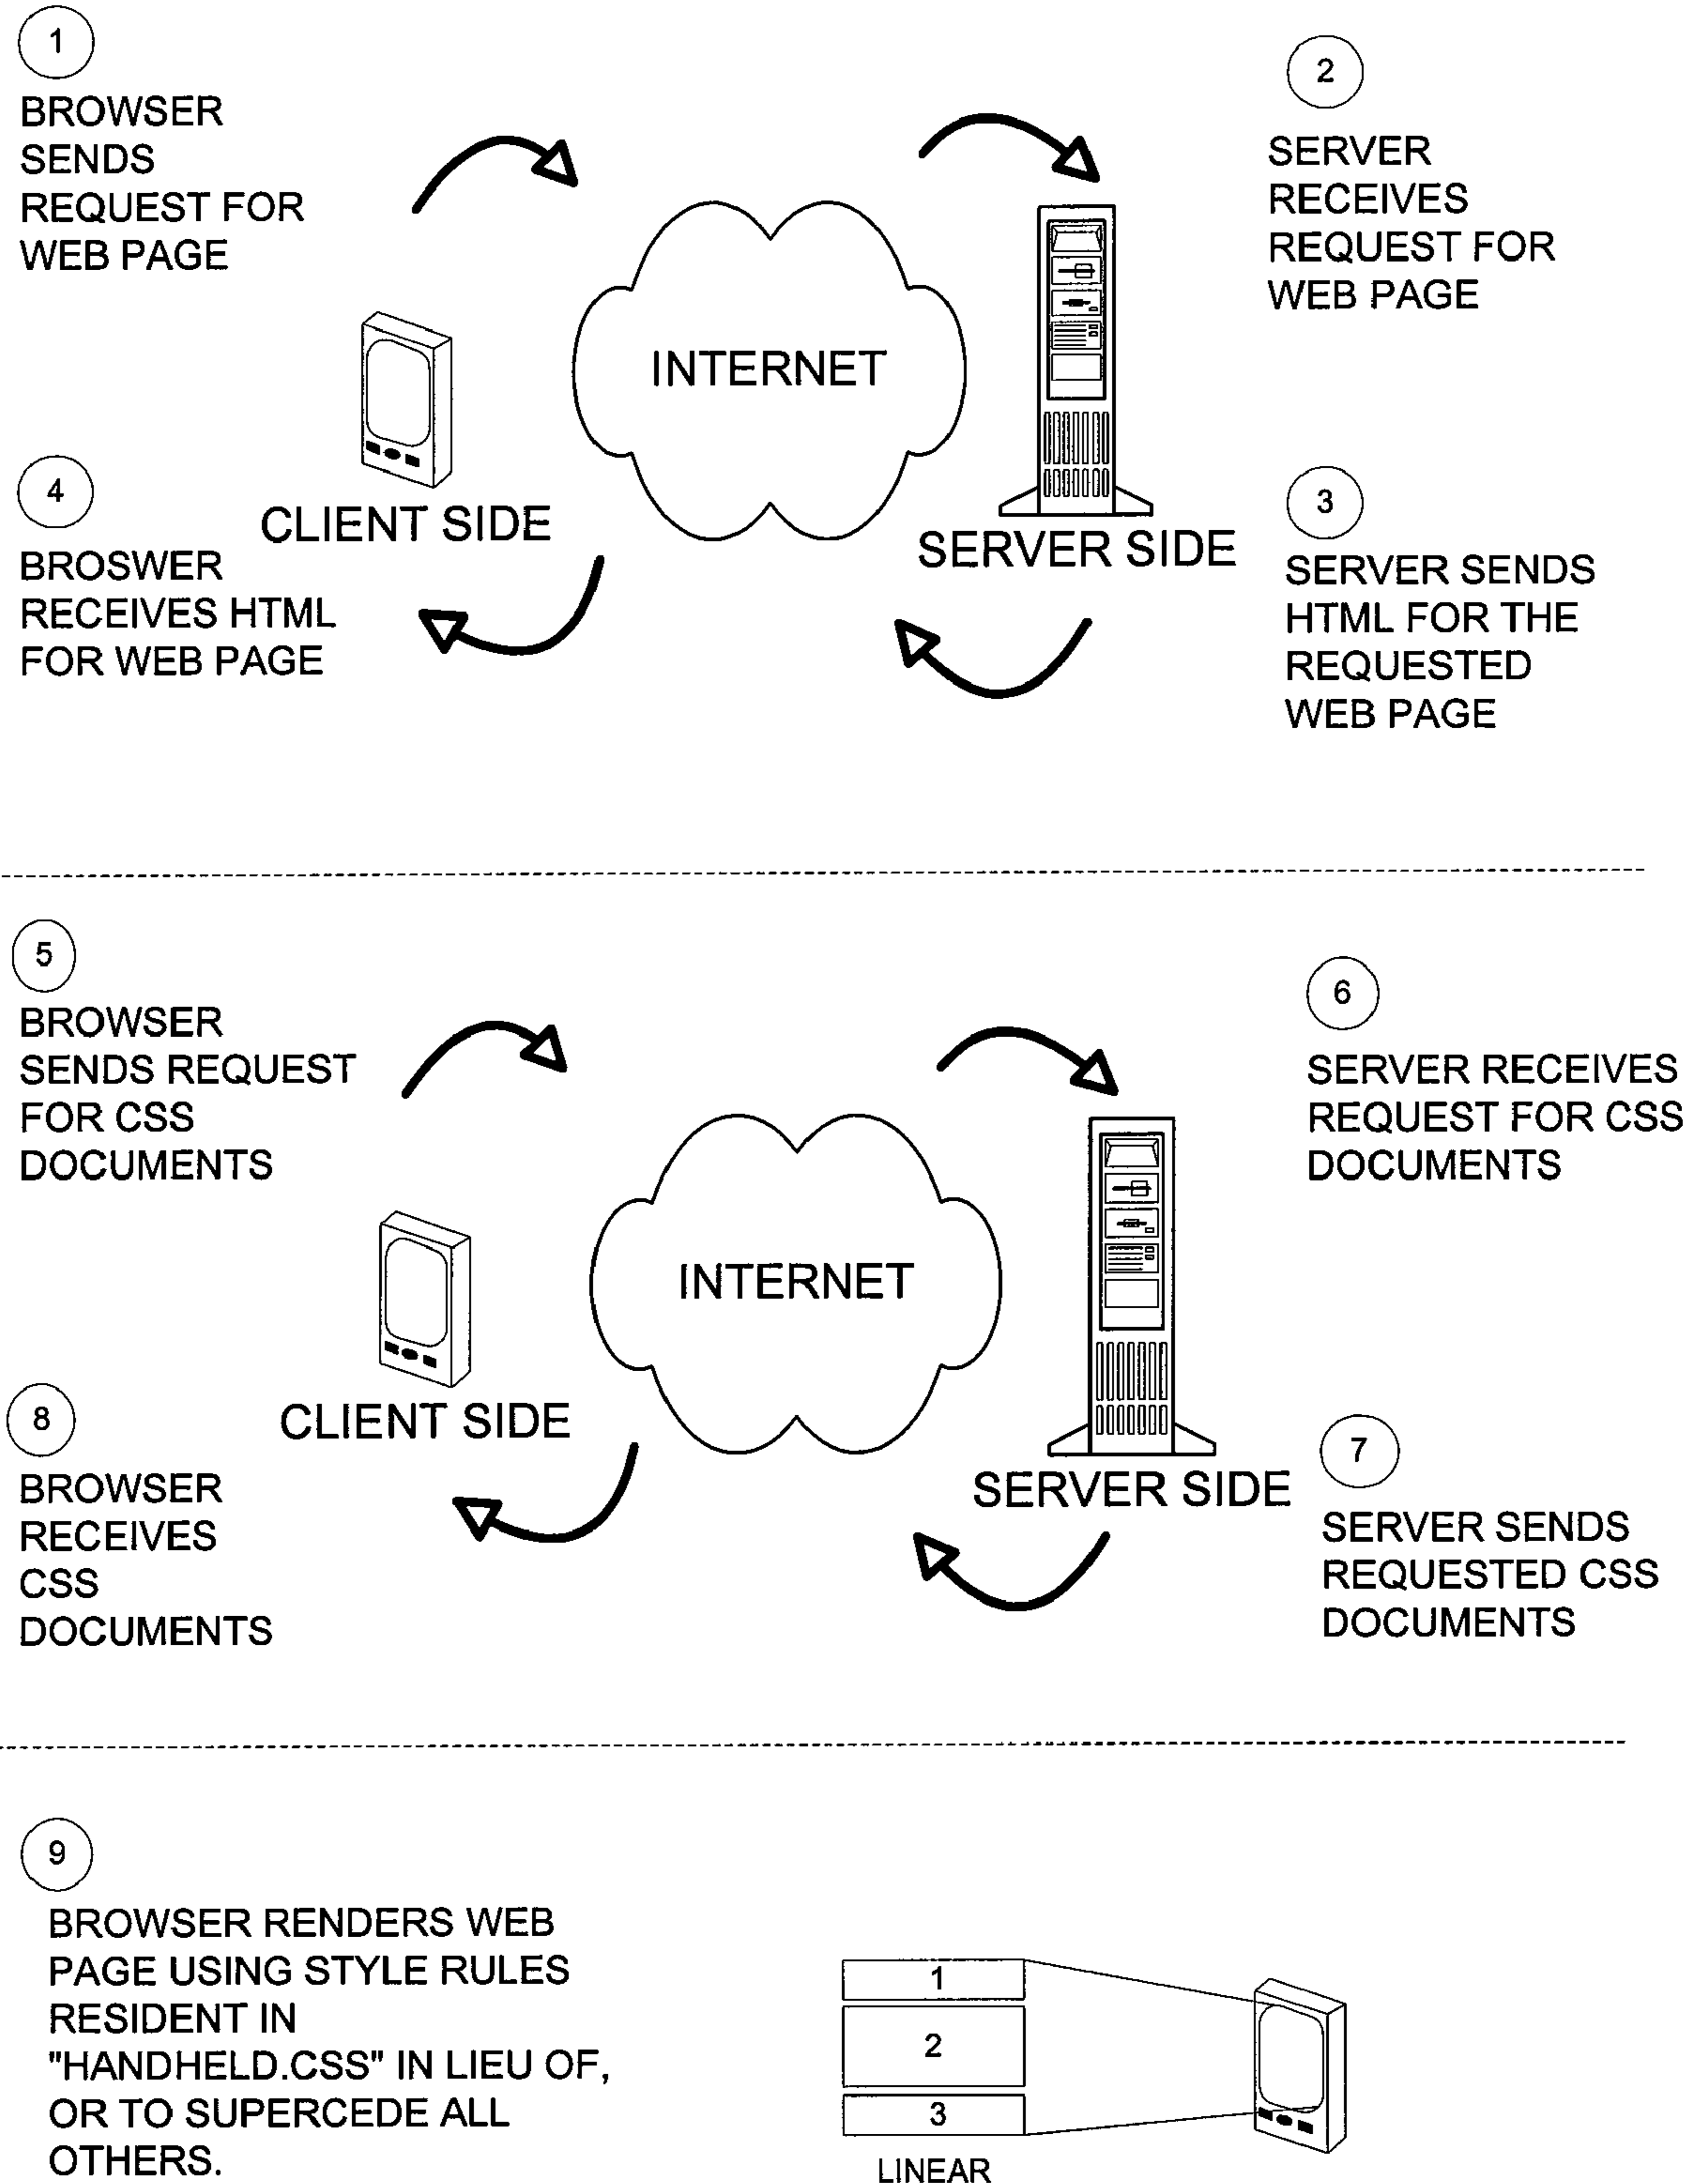 1
BROWSER
SENDS
REQUEST FOR
WEB PAGE
2
SERVER
RECEIVES
REQUEST FOR
WEB PAGE
INTERNET
CLIENT SIDE
SERVER SIDE
3
SERVER SENDS
HTML FOR THE
REQUESTED
WEB PAGE
4
BROSWER
RECEIVES HTML
FOR WEB PAGE
5
BROWSER
SENDS REQUEST
FOR CSS
DOCUMENTS
6
SERVER RECEIVES
REQUEST FOR CSS
DOCUMENTS
INTERNET
CLIENT SIDE
SERVER SIDE
7
SERVER SENDS
REQUESTED CSS
DOCUMENTS
8
BROWSER
RECEIVES
CSS
DOCUMENTS
9
BROWSER RENDERS WEB
PAGE USING STYLE RULES
RESIDENT IN
"HANDHELD.CSS" IN LIEU OF,
OR TO SUPERCEDE ALL
OTHERS.
1
2
3
LINEAR